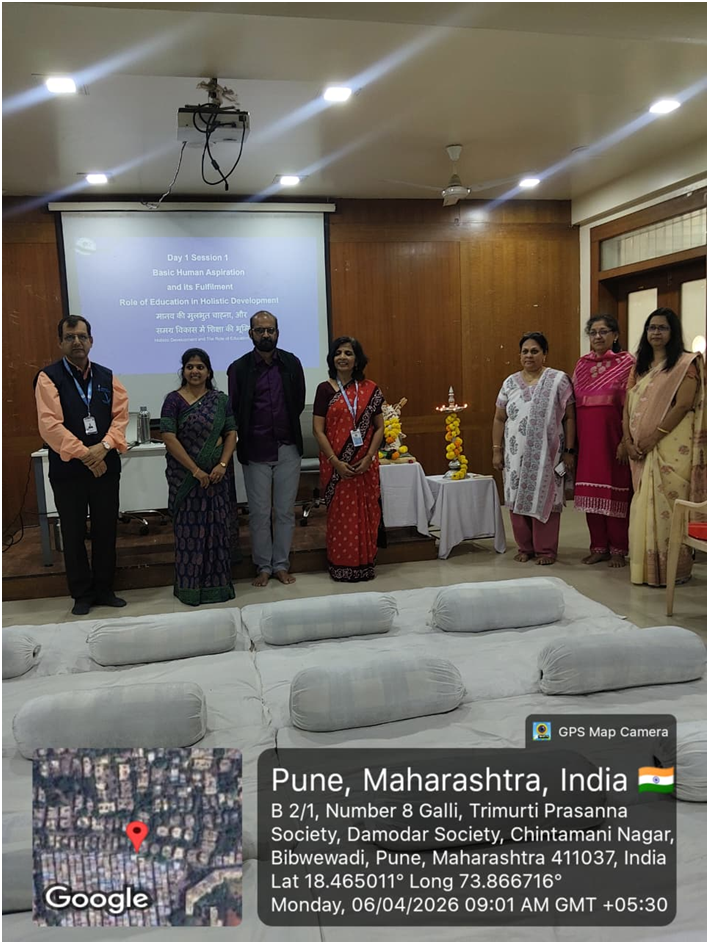 Day 1 Session 1
Basic Human Aspiration
and Its Fulfilment
Role of Education in Holistic Development
मानव की मूलभूत चाहना, और
समग्र विकास में शिक्षा की
Holistic Development and The Role of
GPS Map Camera
Pune, Maharashtra, India
B 2/1, Number 8 Galli, Trimurti Prasanna
Society, Damodar Society, Chintamani Nagar,
Bibwewadi, Pune, Maharashtra 411037, India
Lat 18.465011° Long 73.866716°
Monday, 06/04/2026 09:01 AM GMT +05:30
Google